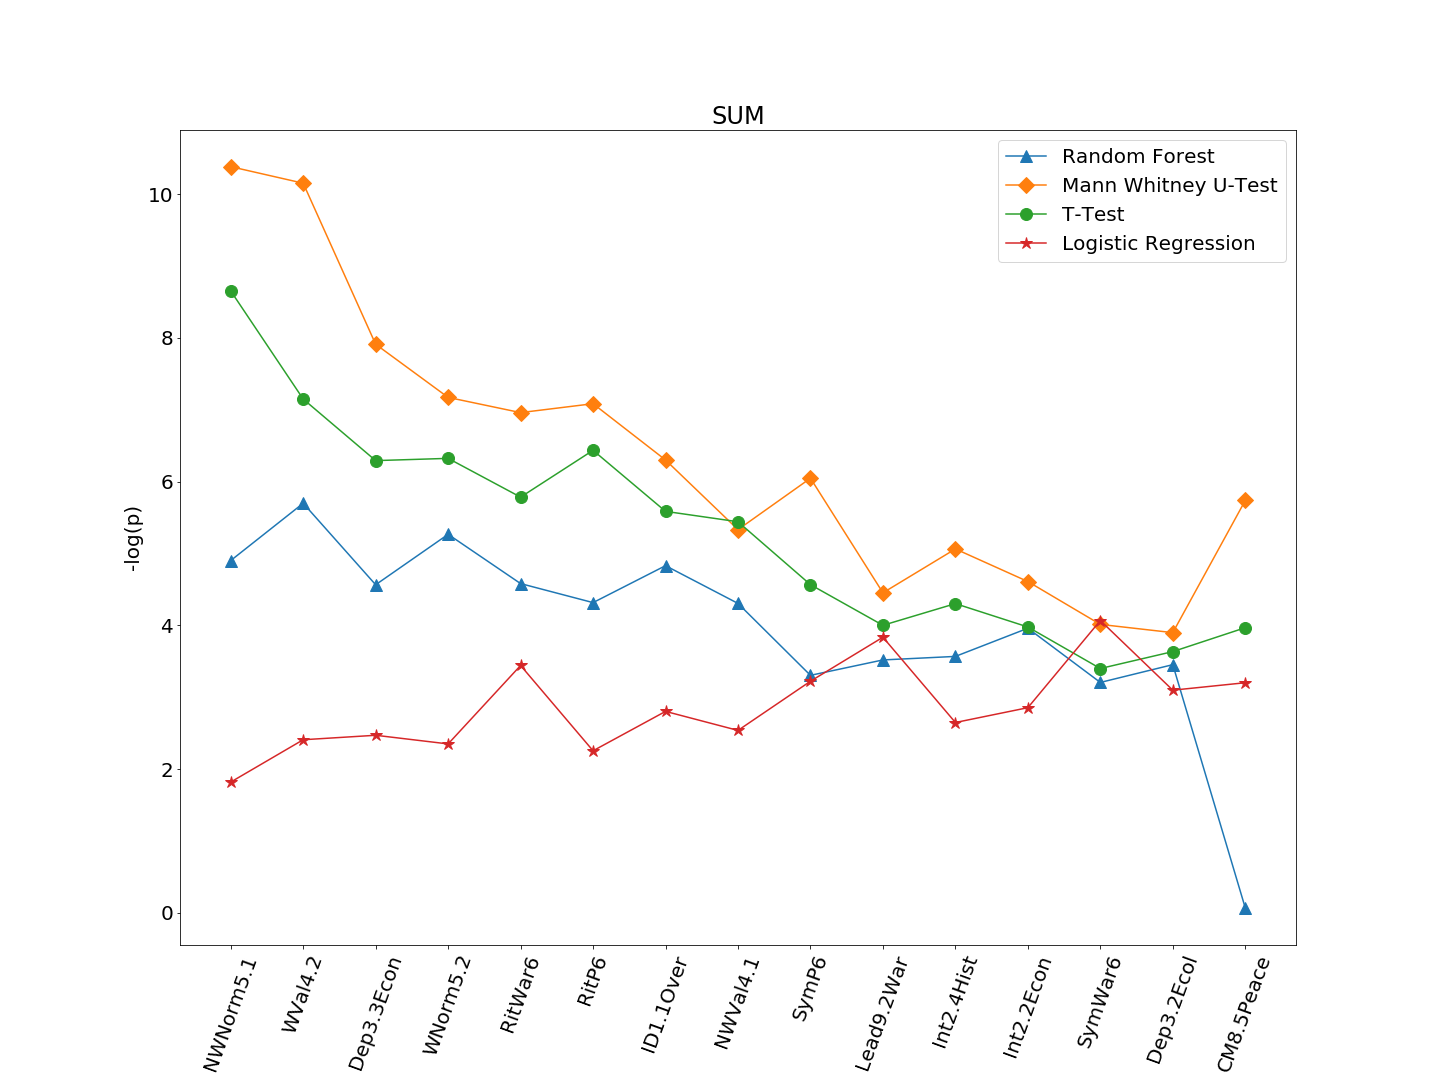 SUM
Random Forest
Mann Whitney U-Test
T-Test
Logistic Regression
-log(p)
10
8
6
4
2
0
NWNorm5.1
WVal4.2
Dep3.3Econ
WNorm5.2
RitWar6
RitP6
ID1.1Over
NWVal4.1
SymP6
Lead9.2War
Int2.4Hist
Int2.2Econ
SymWar6
Dep3.2Ecol
CM8.5Peace